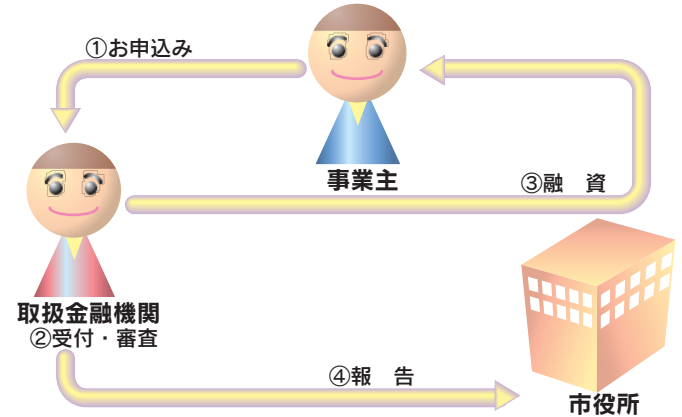 ①お申込み
事業主
③融　資
取扱金融機関
②受付・審査
④報　告
市役所